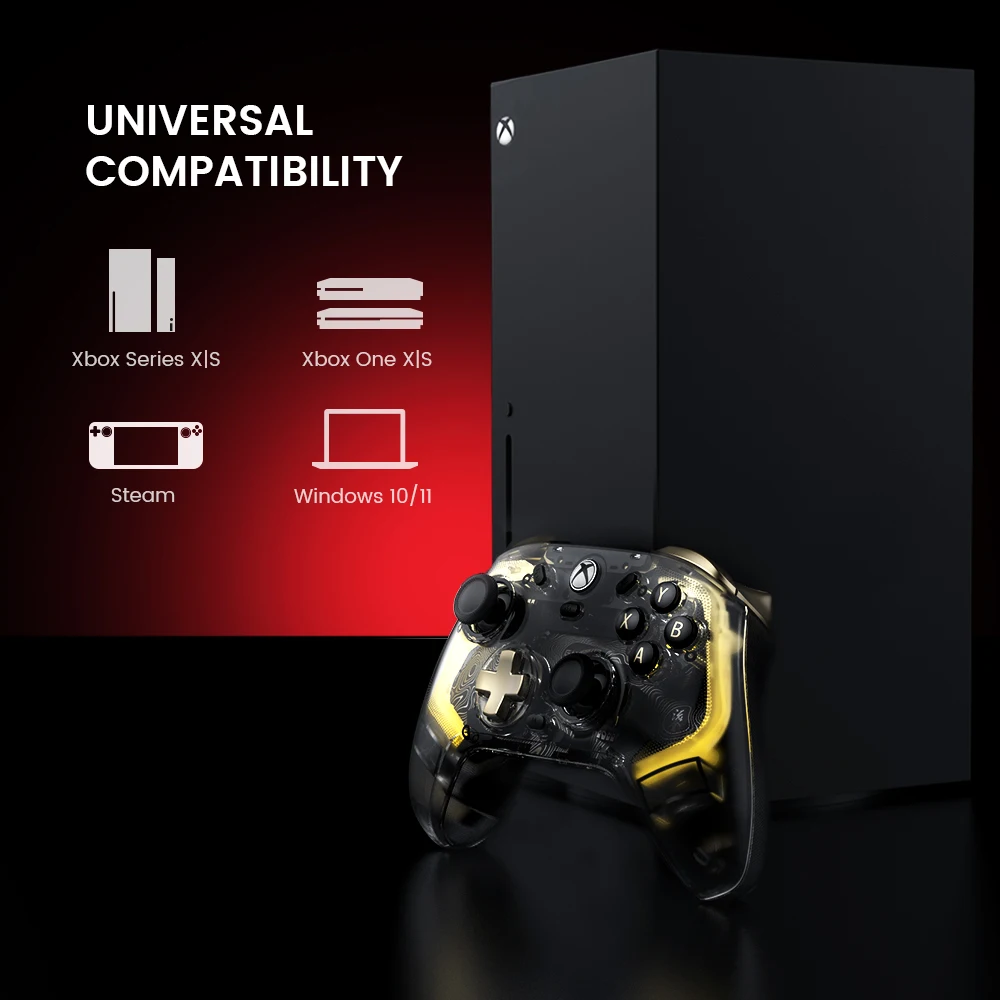 UNIVERSAL
COMPATIBILITY
Xbox Series X|S
Xbox One X|S
Steam
Windows 10/11
Y
X
B
A